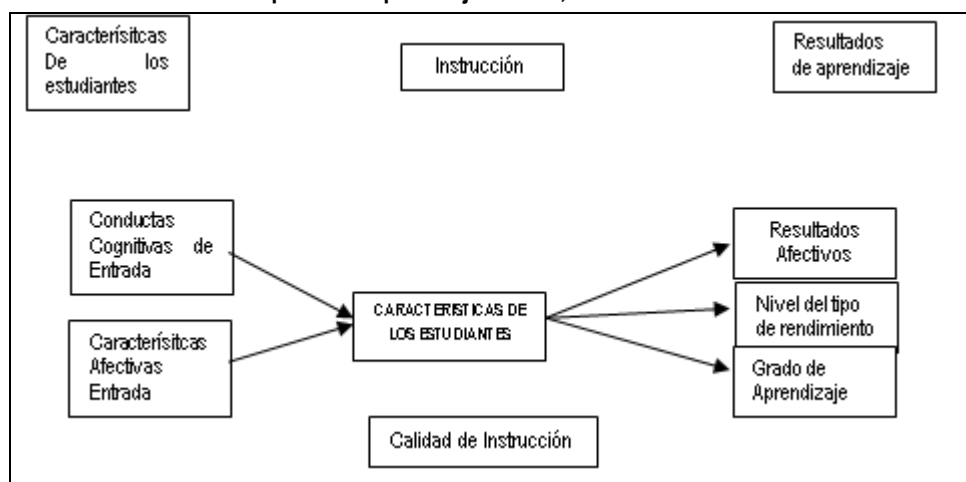 Caracterísitcas
De los
estudiantes
Instrucción
Resultados
de aprendizaje
Conductas
Cognitivas de
Entrada
Caracterísitcas
Afectivas
Entrada
CARACTERISTICAS DE
LOS ESTUDIANTES
Resultados
Afectivos
Nivel del tipo
de rendimiento
Grado de
Aprendizaje
Calidad de Instrucción